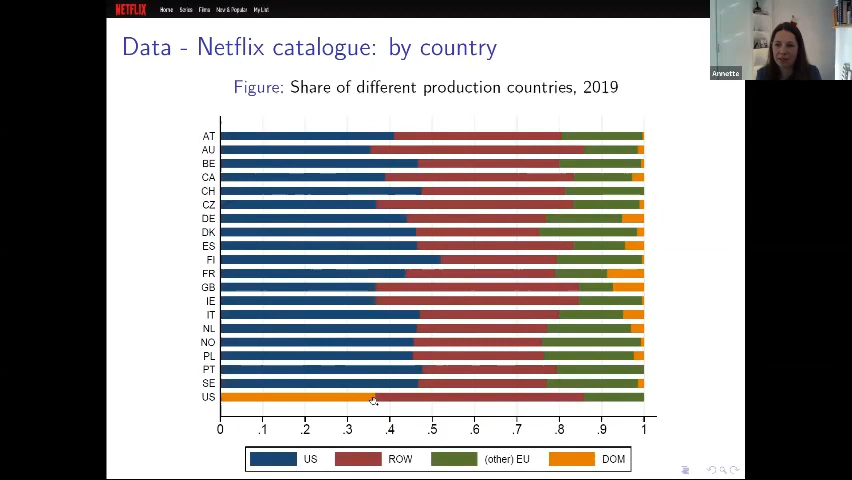 NETFLIX Home Series Films New & Popular My List
Data - Netflix catalogue: by country
Annette
Figure: Share of different production countries, 2019
AT
AU
BE
CA
CH
CZ
DE
DK
ES
FI
FR
GB
IE
IT
NL
NO
PL
PT
SE
US
0 .1 .2 .3 .4 .5 .6 .7 .8 .9 1
US ROW (other) EU DOM